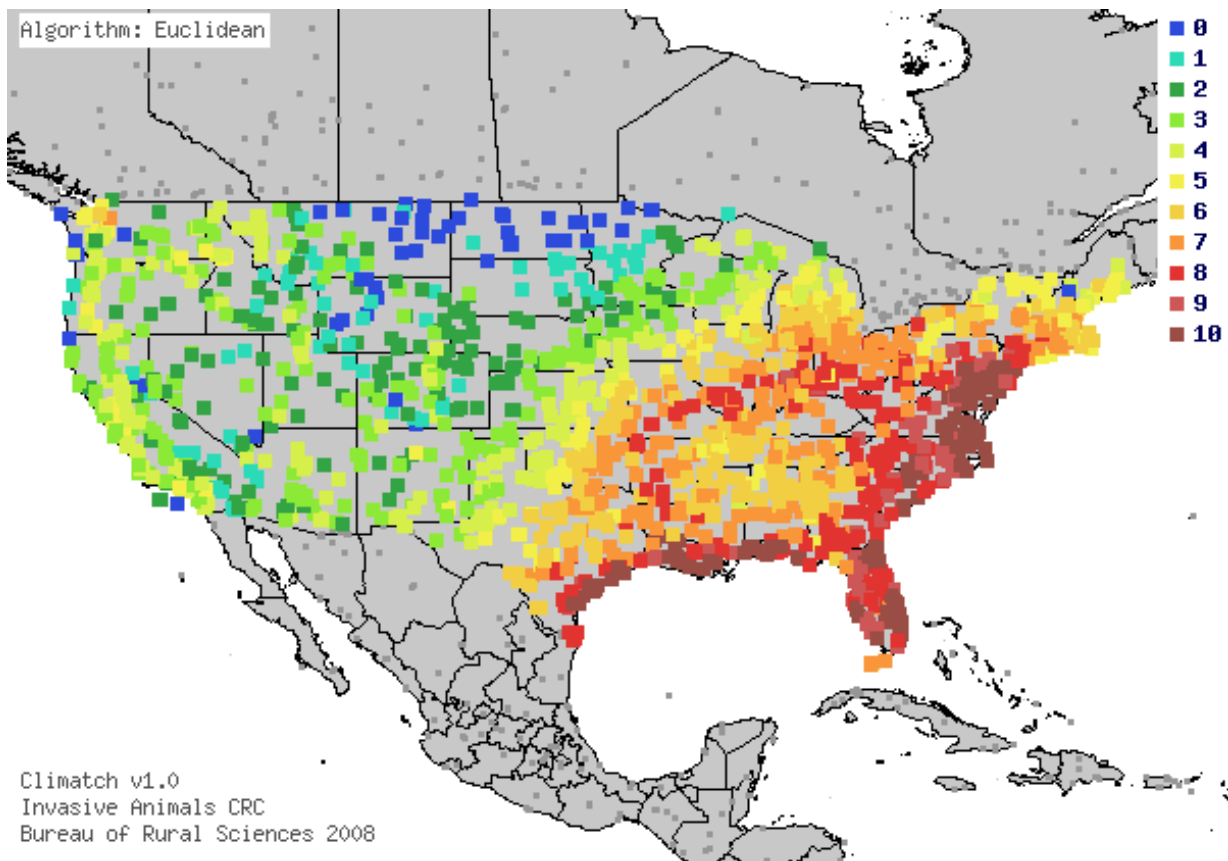 Algorithm: Euclidean
0
1
2
3
4
5
6
7
8
9
10
Climatch v1.0
Invasive Animals CRC
Bureau of Rural Sciences 2008